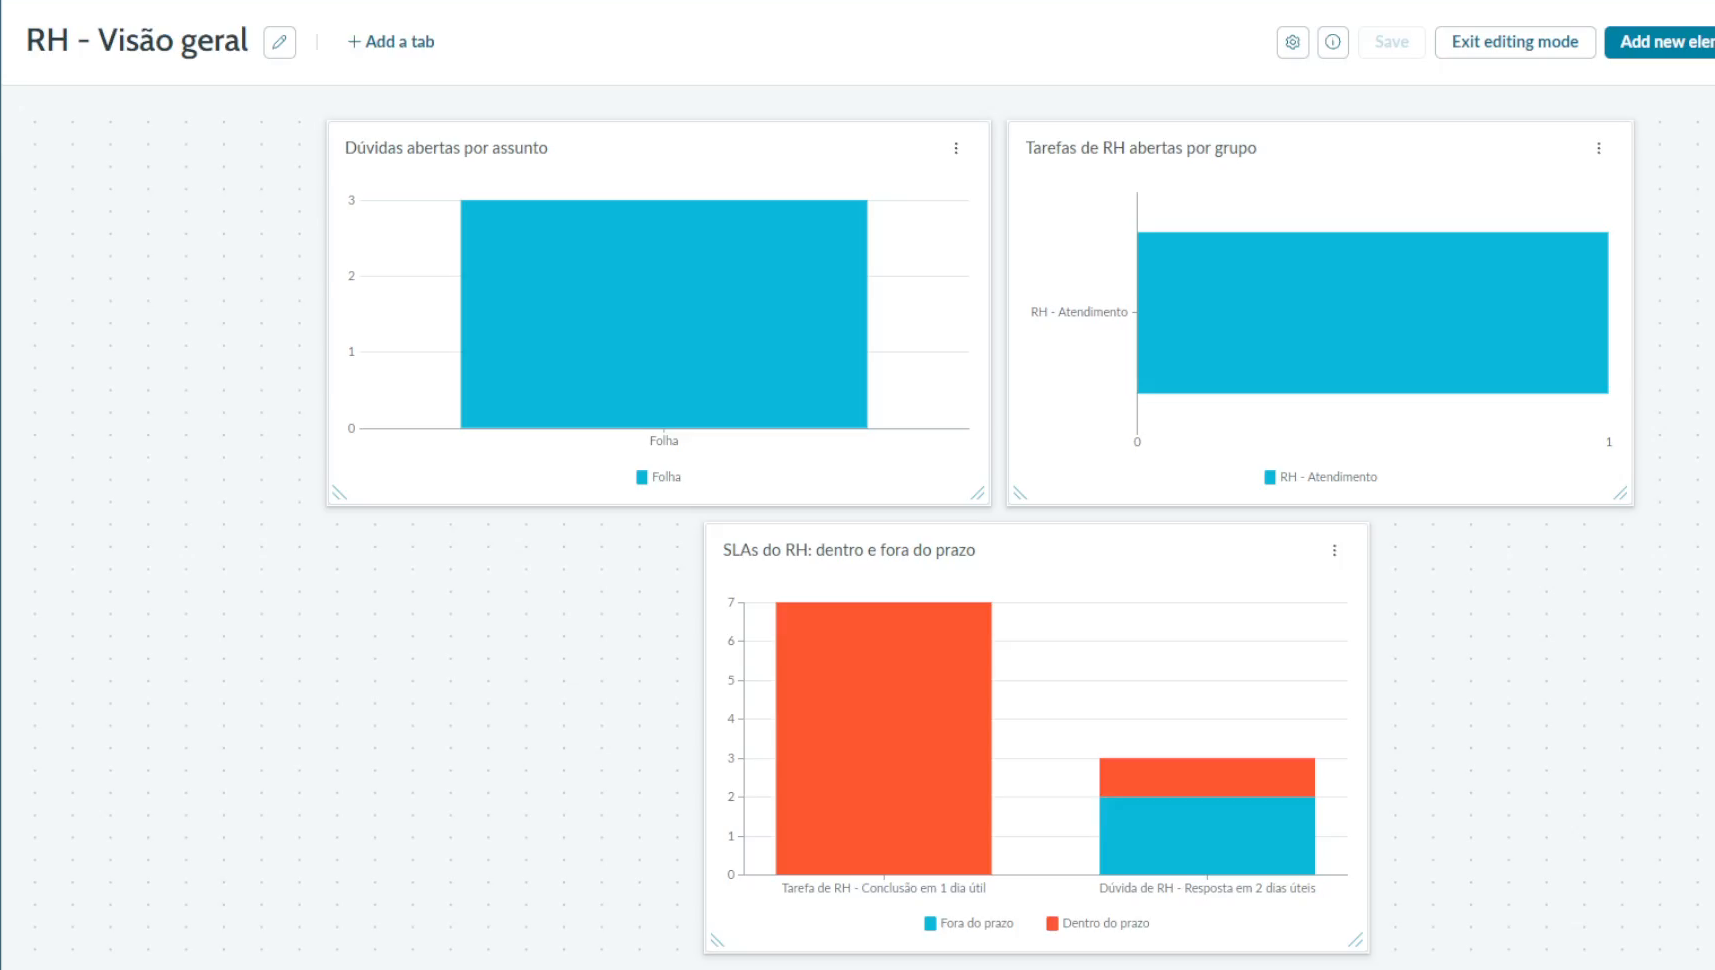 RH - Visão geral
+ Add a tab
Save
Exit editing mode
Add new eler
Dúvidas abertas por assunto
3
2
1
0
Folha
Folha
Tarefas de RH abertas por grupo
RH - Atendimento
0
1
RH - Atendimento
SLAs do RH: dentro e fora do prazo
7
6
5
4
3
2
1
0
Tarefa de RH - Conclusão em 1 dia útil
Dúvida de RH - Resposta em 2 dias úteis
Fora do prazo
Dentro do prazo